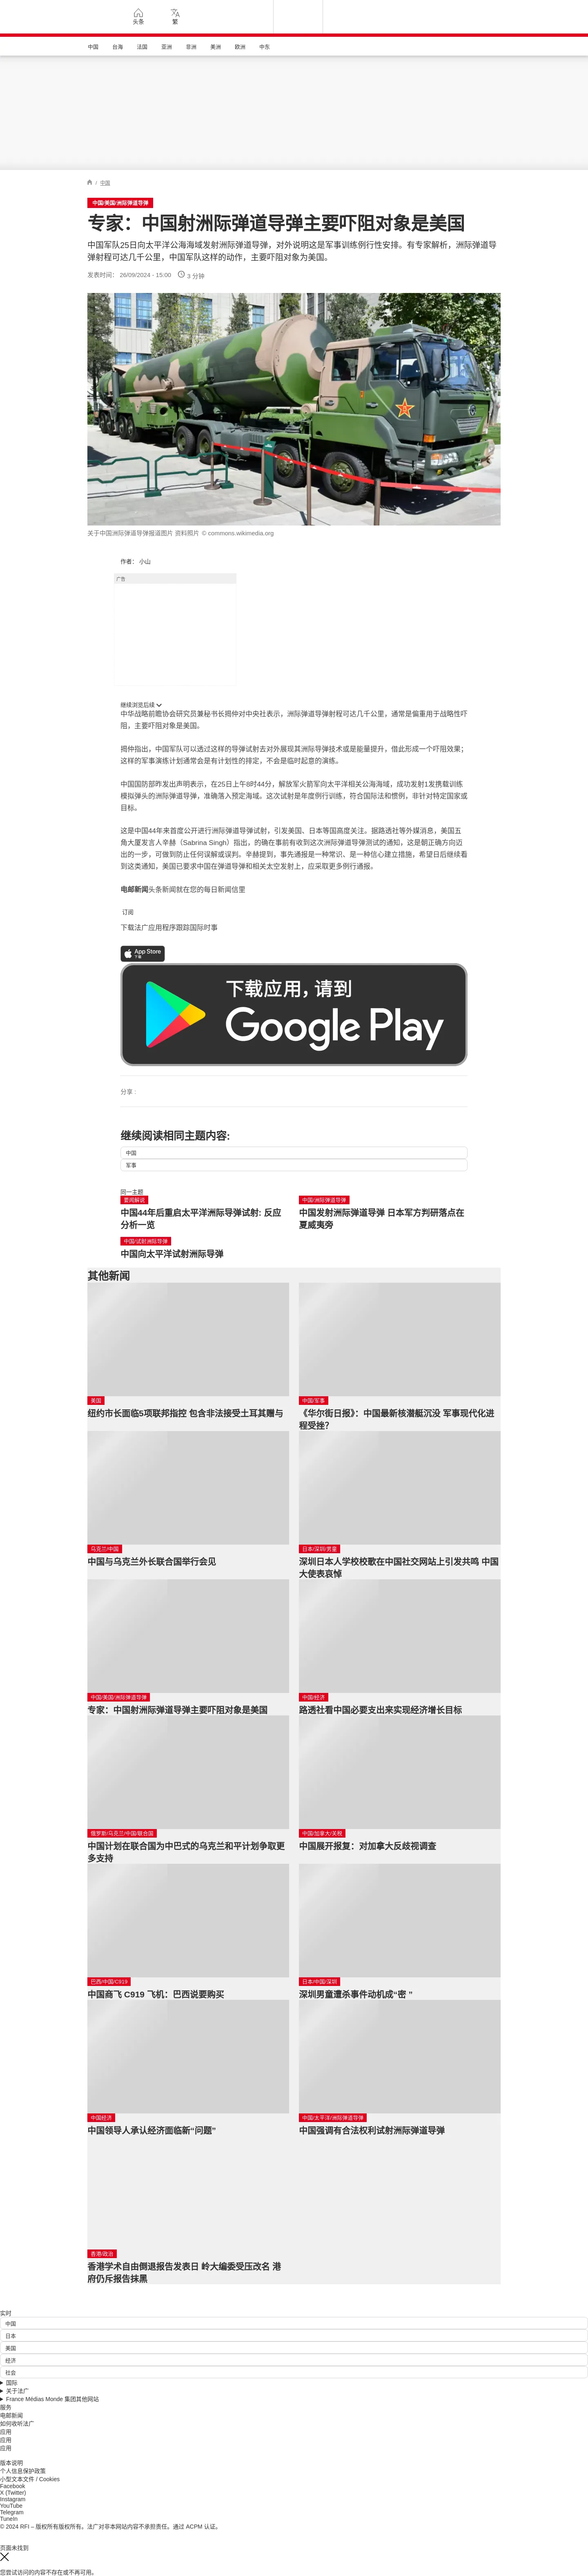 头条
繁
中国
台海
法国
亚洲
非洲
美洲
欧洲
中东
/ 中国
中国/美国/洲际弹道导弹
专家：中国射洲际弹道导弹主要吓阻对象是美国
中国军队25日向太平洋公海海域发射洲际弹道导弹，对外说明这是军事训练例行性安排。有专家解析，洲际弹道导
弹射程可达几千公里，中国军队这样的动作，主要吓阻对象为美国。
发表时间： 26/09/2024 - 15:00
3 分钟
关于中国洲际弹道导弹报道图片 资料照片 © commons.wikimedia.org
作者： 小山
广告
继续浏览后续
中华战略前瞻协会研究员兼秘书长揭仲对中央社表示，洲际弹道导弹射程可达几千公里，通常是偏重用于战略性吓
阻，主要吓阻对象是美国。
揭仲指出，中国军队可以透过这样的导弹试射去对外展现其洲际导弹技术或是能量提升，借此形成一个吓阻效果；
这样的军事演练计划通常会是有计划性的排定，不会是临时起意的演练。
中国国防部昨发出声明表示，在25日上午8时44分，解放军火箭军向太平洋相关公海海域，成功发射1发携载训练
模拟弹头的洲际弹道导弹，准确落入预定海域。这次试射是年度例行训练，符合国际法和惯例，非针对特定国家或
目标。
这是中国44年来首度公开进行洲际弹道导弹试射，引发美国、日本等国高度关注。据路透社等外媒消息，美国五
角大厦发言人辛赫（Sabrina Singh）指出，的确在事前有收到这次洲际弹道导弹测试的通知，这是朝正确方向迈
出的一步，可做到防止任何误解或误判。辛赫提到，事先通报是一种常识、是一种信心建立措施，希望日后继续看
到这类通知，美国已要求中国在弹道导弹和相关太空发射上，应采取更多例行通报。
电邮新闻头条新闻就在您的每日新闻信里
订阅
下载法广应用程序跟踪国际时事
App Store
下载
下载应用，请到
Google Play
分享 :
继续阅读相同主题内容:
中国
军事
同一主题
要闻解说
中国44年后重启太平洋洲际导弹试射: 反应
分析一览
中国/洲际弹道导弹
中国发射洲际弹道导弹 日本军方判研落点在
夏威夷旁
中国/试射洲际导弹
中国向太平洋试射洲际导弹
其他新闻
美国
纽约市长面临5项联邦指控 包含非法接受土耳其赠与
中国/军事
《华尔街日报》：中国最新核潜艇沉没 军事现代化进
程受挫？
乌克兰/中国
中国与乌克兰外长联合国举行会见
日本/深圳/男童
深圳日本人学校校歌在中国社交网站上引发共鸣 中国
大使表哀悼
中国/美国/洲际弹道导弹
专家：中国射洲际弹道导弹主要吓阻对象是美国
中国/经济
路透社看中国必要支出来实现经济增长目标
俄罗斯/乌克兰/中国/联合国
中国计划在联合国为中巴式的乌克兰和平计划争取更
多支持
中国/加拿大/关税
中国展开报复：对加拿大反歧视调查
巴西/中国/C919
中国商飞 C919 飞机：巴西说要购买
日本/中国/深圳
深圳男童遭杀事件动机成“密 ”
中国经济
中国领导人承认经济面临新“问题”
中国/太平洋/洲际弹道导弹
中国强调有合法权利试射洲际弹道导弹
香港/政治
香港学术自由倒退报告发表日 岭大编委受压改名 港
府仍斥报告抹黑
实时
中国
日本
美国
经济
社会
国际
关于法广
France Médias Monde 集团其他网站
服务
电邮新闻
如何收听法广
应用
应用
应用
版本说明
个人信息保护政策
小型文本文件 / Cookies
Facebook
X (Twitter)
Instagram
YouTube
Telegram
TuneIn
© 2024 RFI – 版权所有版权所有。法广对非本网站内容不承担责任。通过 ACPM 认证。
页面未找到
您尝试访问的内容不存在或不再可用。